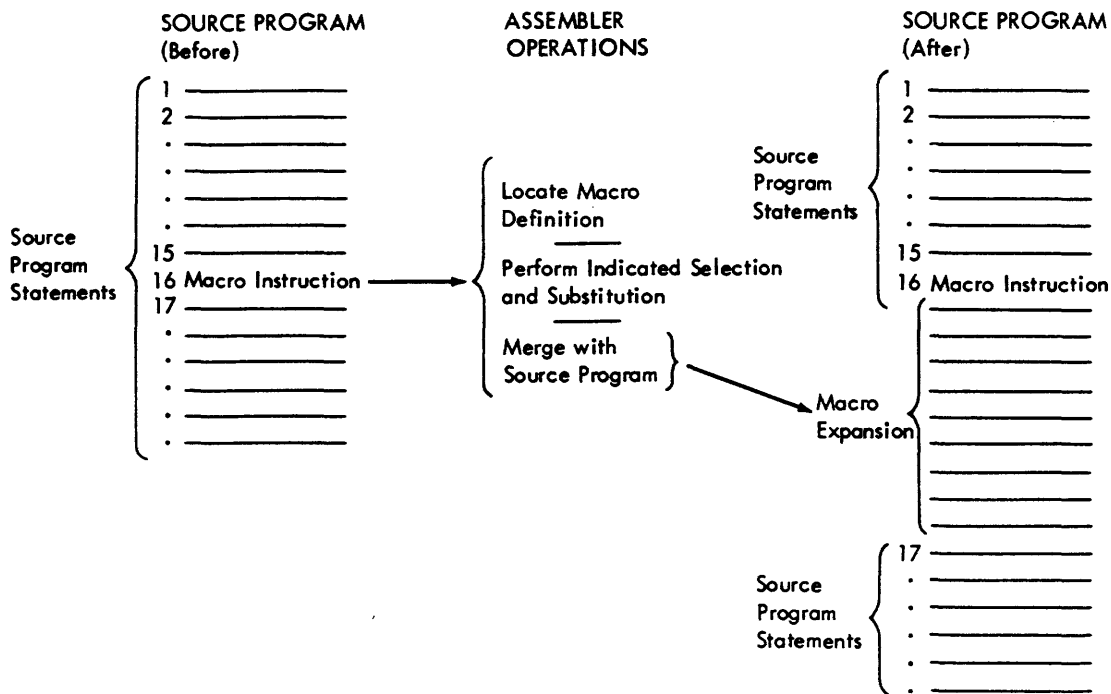 SOURCE PROGRAM
(Before)
Source
Program
Statements
1
2
.
.
.
.
15
16 Macro Instruction
17
.
.
.
.
.
ASSEMBLER
OPERATIONS
Locate Macro
Definition
Perform Indicated Selection
and Substitution
Merge with
Source Program
SOURCE PROGRAM
(After)
Source
Program
Statements
1
2
.
.
.
.
15
16 Macro Instruction
Macro
Expansion
Source
Program
Statements
17
.
.
.
.
.